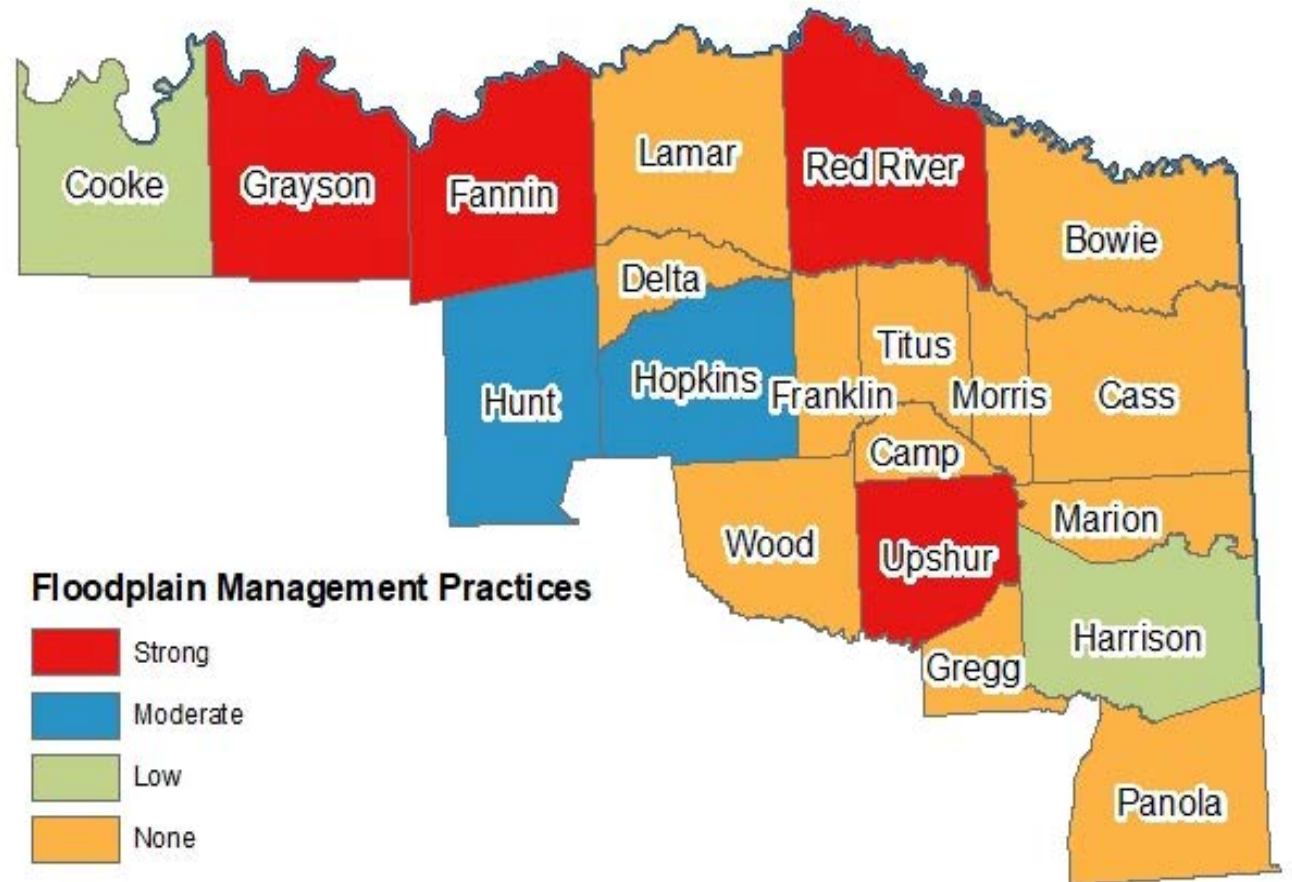 Lamar
Red River
Cooke
Grayson
Fannin
Bowie
Delta
Titus
Hopkins
Hunt
Franklin
Morris
Cass
Camp
Marion
Wood
Upshur
Floodplain Management Practices
Harrison
Strong
Gregg
Moderate
Low
Panola
None